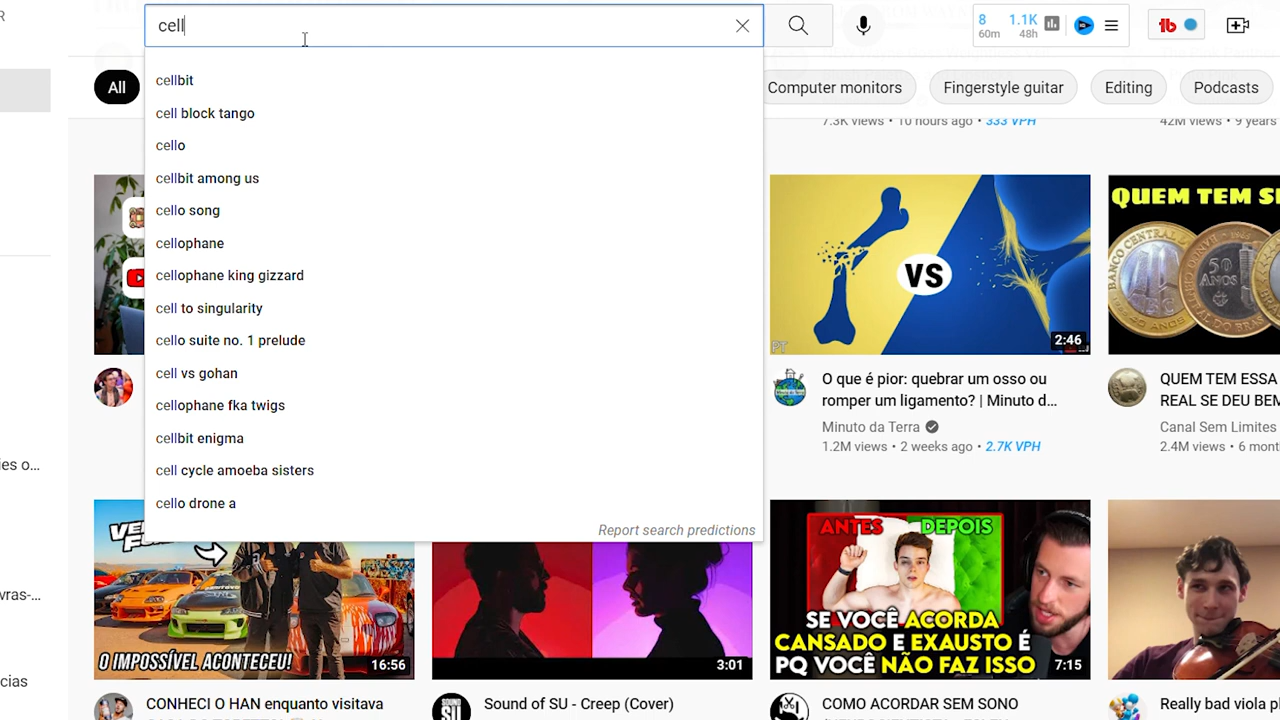 R
cell
8
1.1K
60m
48h
All
Computer monitors
Fingerstyle guitar
Editing
Podcasts
cellbit
cell block tango
cello
cellbit among us
cello song
cellophane
cellophane king gizzard
cell to singularity
cello suite no. 1 prelude
cell vs gohan
cellophane fka twigs
cellbit enigma
cell cycle amoeba sisters
cello drone a
Report search predictions
7.3K views • 10 hours ago • 333 VPH
42M views • 9 years
VS
PT
2:46
QUEM TEM
BANCO CENTRAL
50
ANOS
O que é pior: quebrar um osso ou
romper um ligamento? | Minuto d...
Minuto da Terra
1.2M views • 2 weeks ago • 2.7K VPH
QUEM TEM ESSA
REAL SE DEU
Canal Sem Limites
2.4M views • 6
ies o...
vras-...
cias
O IMPOSSÍVEL ACONTECEU!
16:56
3:01
ANTES DEPOIS
SE VOCÊ ACORDA
CANSADO E EXAUSTO É
PQ VOCÊ NÃO FAZ ISSO
7:15
CONHECI O HAN enquanto visitava
Sound of SU - Creep (Cover)
SOUND
SU
COMO ACORDAR SEM SONO
Really bad viola